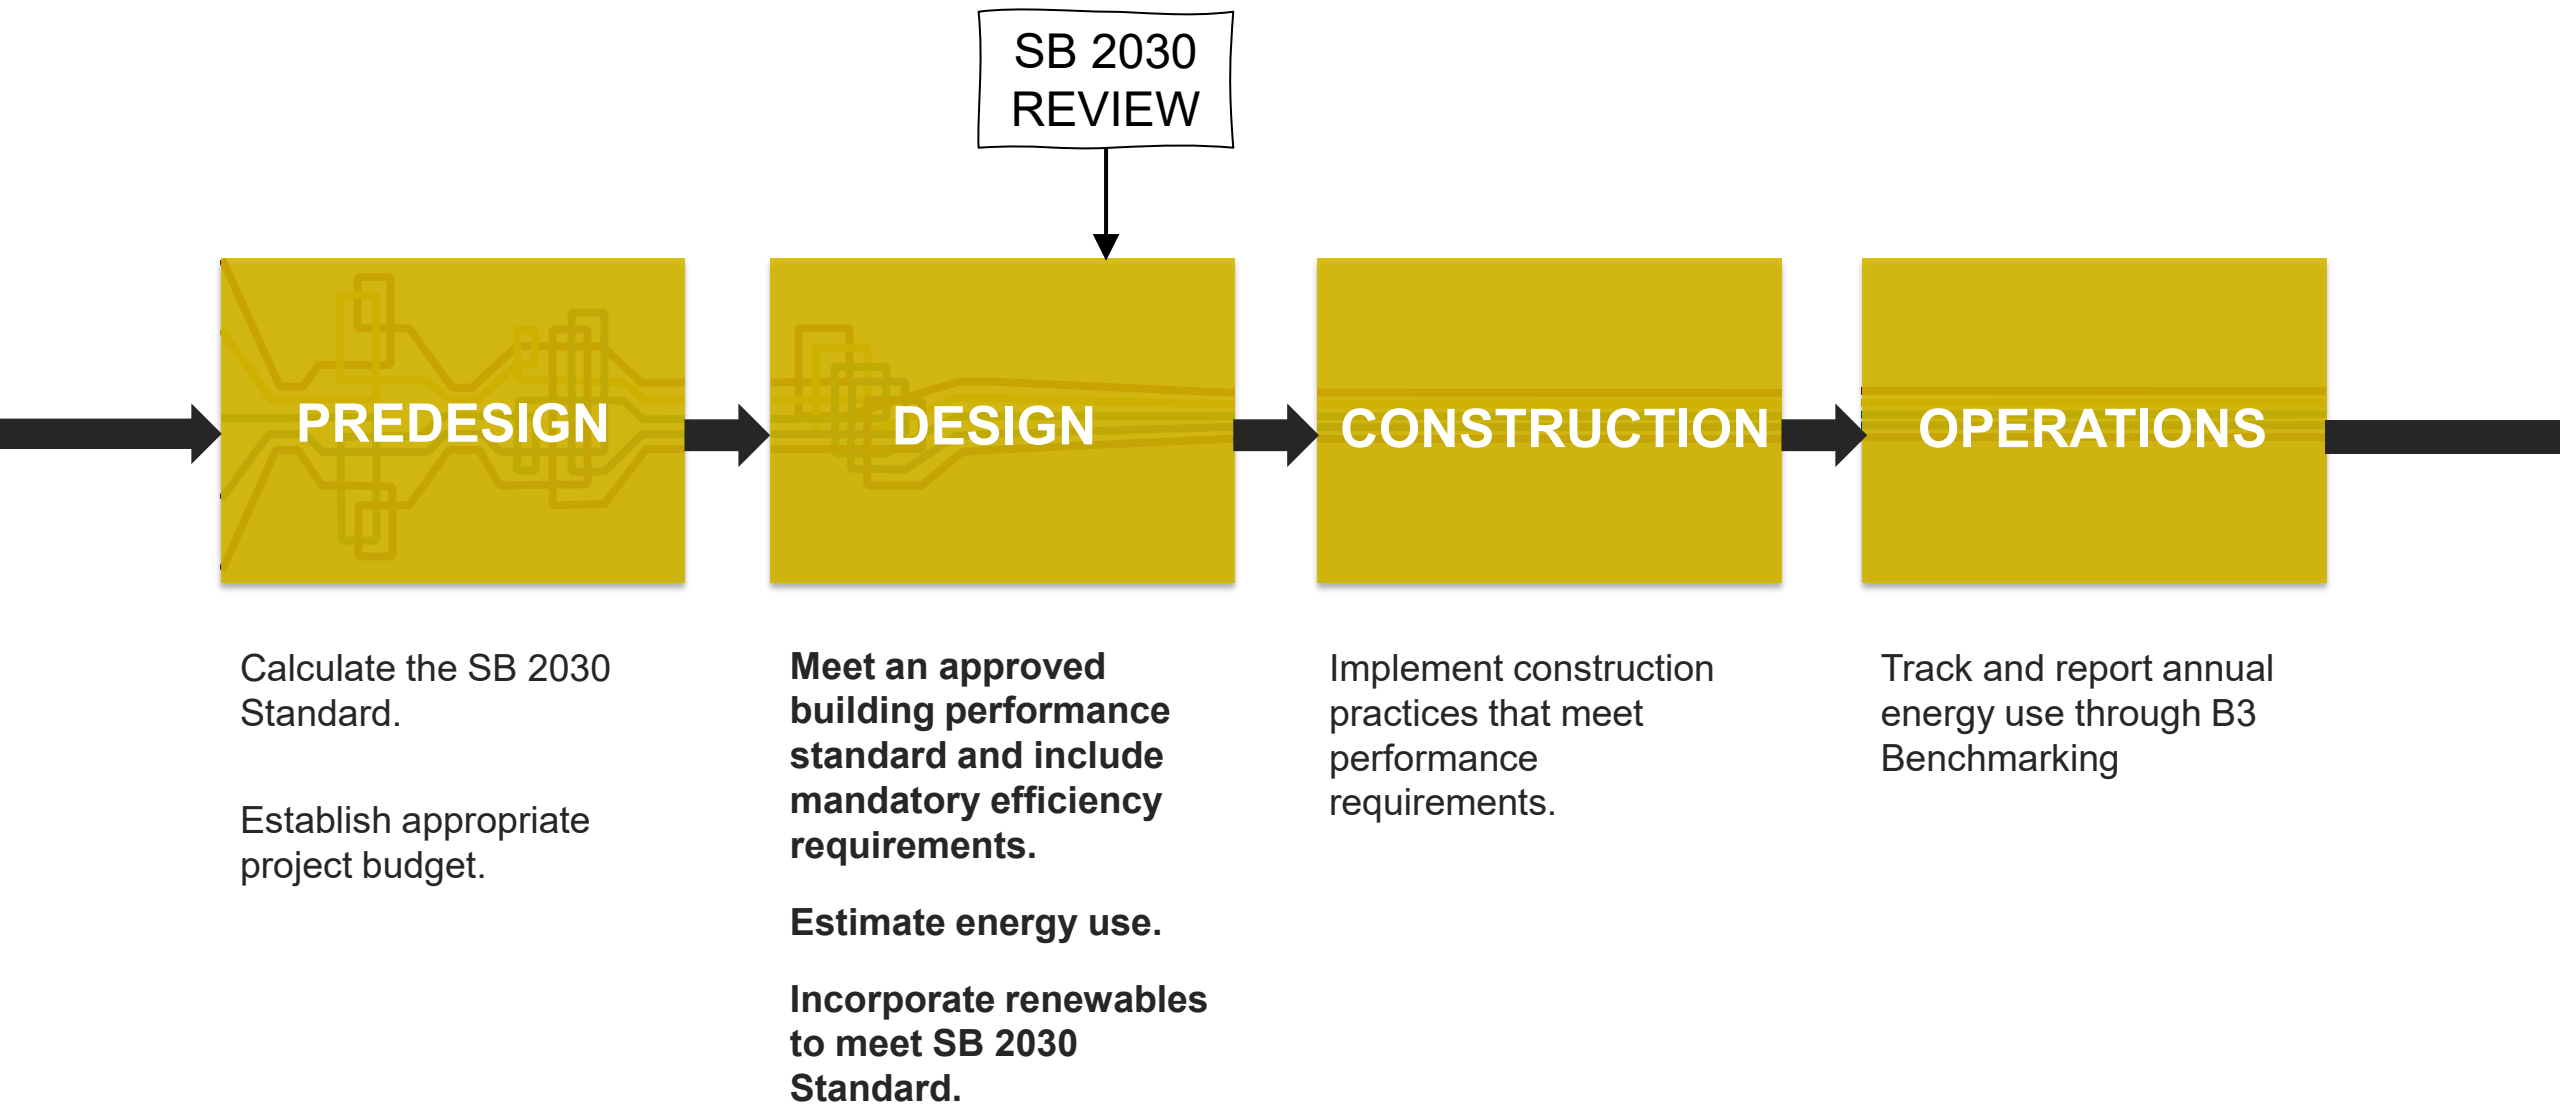 SB 2030
REVIEW
PREDESIGN
DESIGN
CONSTRUCTION
OPERATIONS
Calculate the SB 2030
Standard.
Establish appropriate
project budget.
Meet an approved
building performance
standard and include
mandatory efficiency
requirements.
Estimate energy use.
Incorporate renewables
to meet SB 2030
Standard.
Implement construction
practices that meet
performance
requirements.
Track and report annual
energy use through B3
Benchmarking